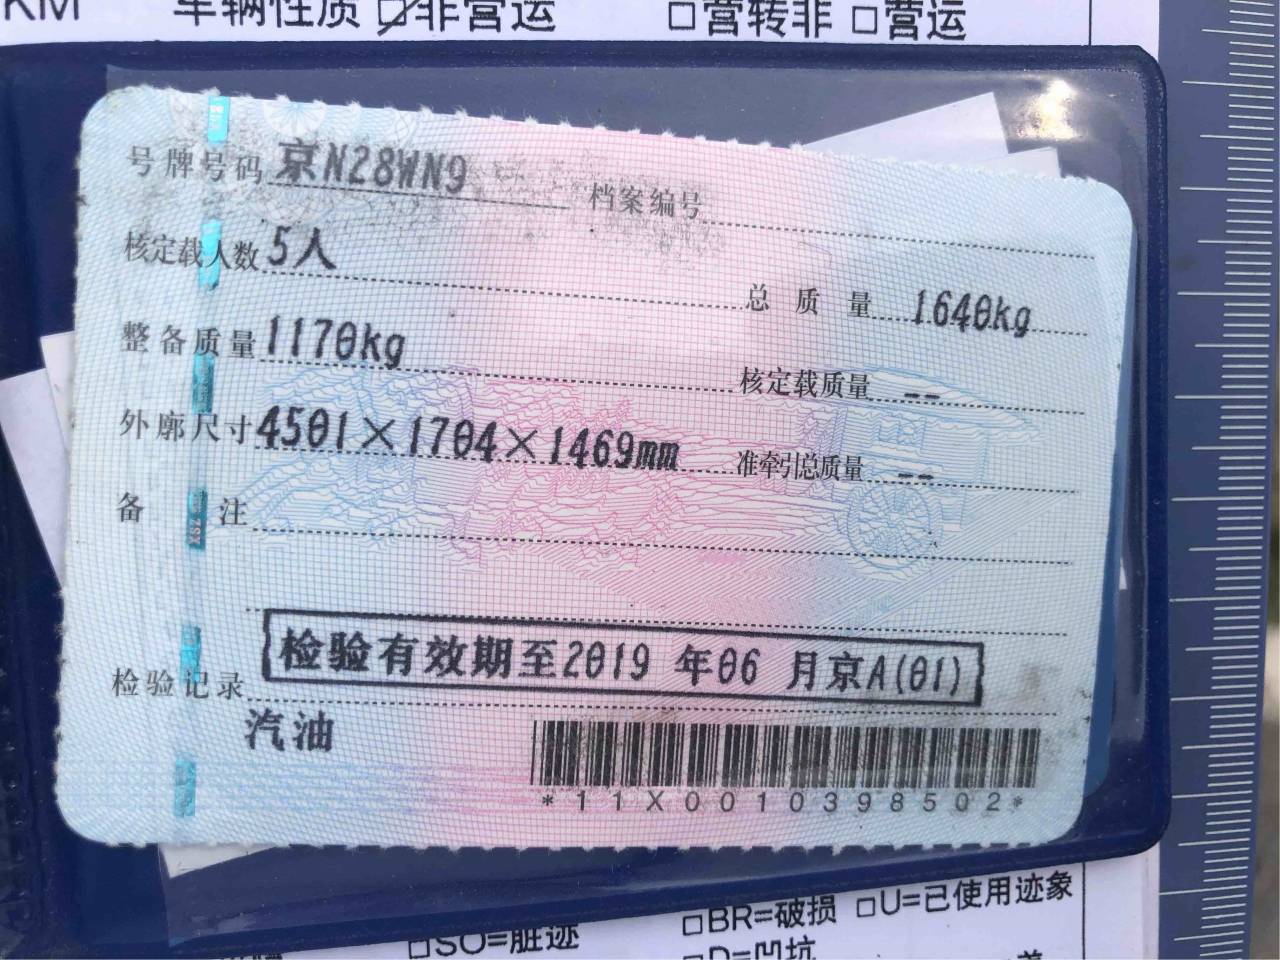 KM 车辆性质 ☑非营运 □营转非 □营运
号牌号码 京N28WN9 档案编号
核定载人数 5人 总质量 1640kg
整备质量 1170kg 核定载质量 --
外廓尺寸 4501×1704×1469mm 准牵引总质量 --
备注
检验记录 检验有效期至2019 年06 月京A(01)
汽油
*11X0010398502*
□BR=破损 □U=已使用迹象
□SO=脏迹 □D=凹坑